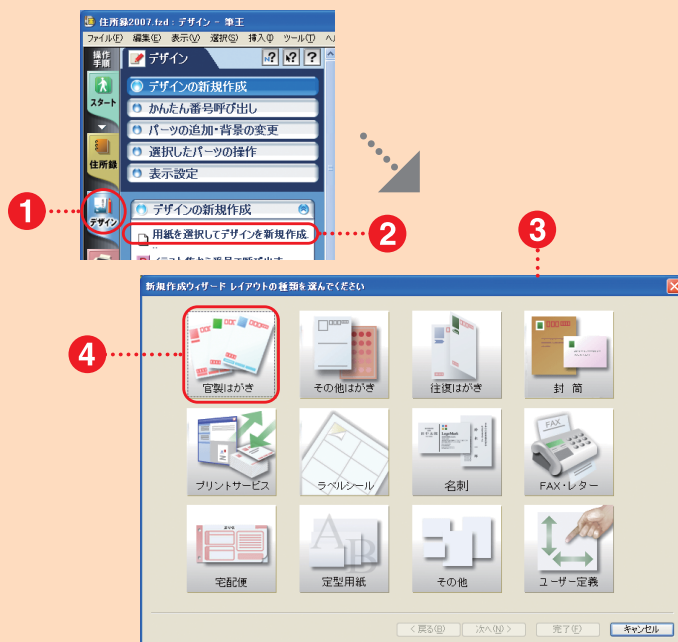 住所録2007.fzd : デザイン - 筆王
ファイル(F) 編集(E) 表示(V) 選択(S) 挿入(I) ツール(T) ヘ
操作手順
デザイン
デザインの新規作成
スタート
かんたん番号呼び出し
パーツの追加・背景の変更
選択したパーツの操作
住所録
表示設定
1
デザイン
デザインの新規作成
用紙を選択してデザインを新規作成...
2
3
新規作成ウィザード レイアウトの種類を選んでください
4
官製はがき
その他はがき
往復はがき
封 筒
プリントサービス
ラベルシール
名刺
FAX
FAX・レター
宅配便
AB
定型用紙
その他
ユーザー定義
< 戻る(B)
次へ(N) >
完了(F)
キャンセル